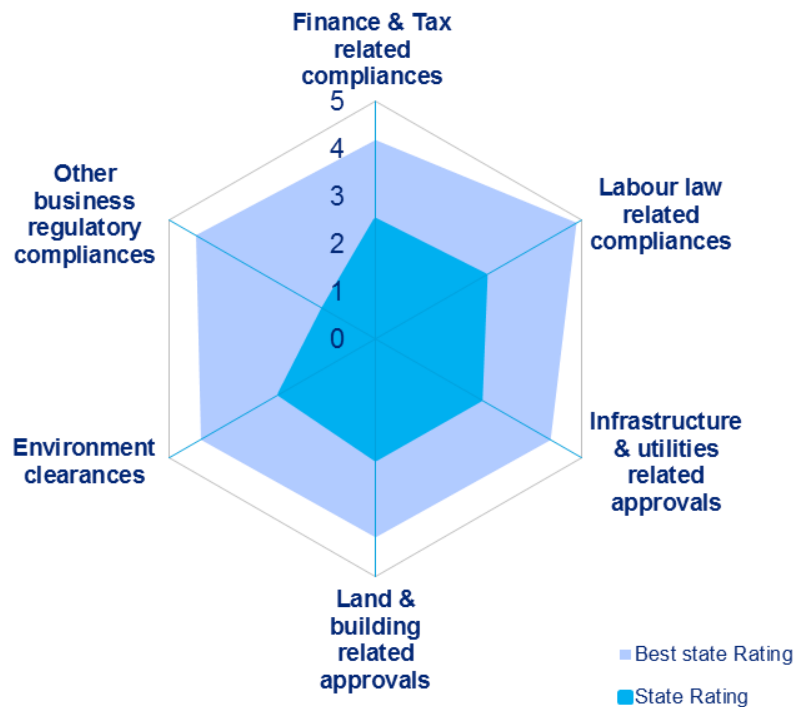 Finance & Tax
related
compliances
5
4
3
2
1
0
Other
business
regulatory
compliances
Labour law
related
compliances
Environment
clearances
Infrastructure
& utilities
related
approvals
Land &
building
related
approvals
Best state Rating
State Rating